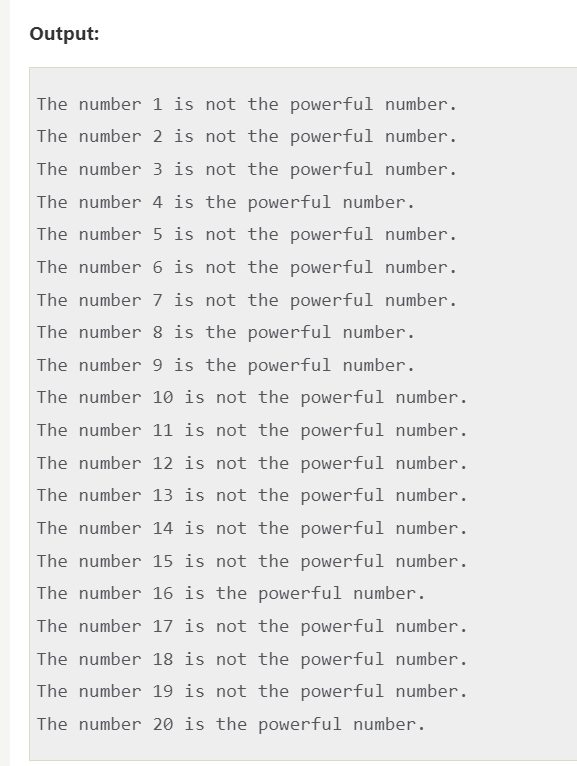 Output:
The number 1 is not the powerful number.
The number 2 is not the powerful number.
The number 3 is not the powerful number.
The number 4 is the powerful number.
The number 5 is not the powerful number.
The number 6 is not the powerful number.
The number 7 is not the powerful number.
The number 8 is the powerful number.
The number 9 is the powerful number.
The number 10 is not the powerful number.
The number 11 is not the powerful number.
The number 12 is not the powerful number.
The number 13 is not the powerful number.
The number 14 is not the powerful number.
The number 15 is not the powerful number.
The number 16 is the powerful number.
The number 17 is not the powerful number.
The number 18 is not the powerful number.
The number 19 is not the powerful number.
The number 20 is the powerful number.